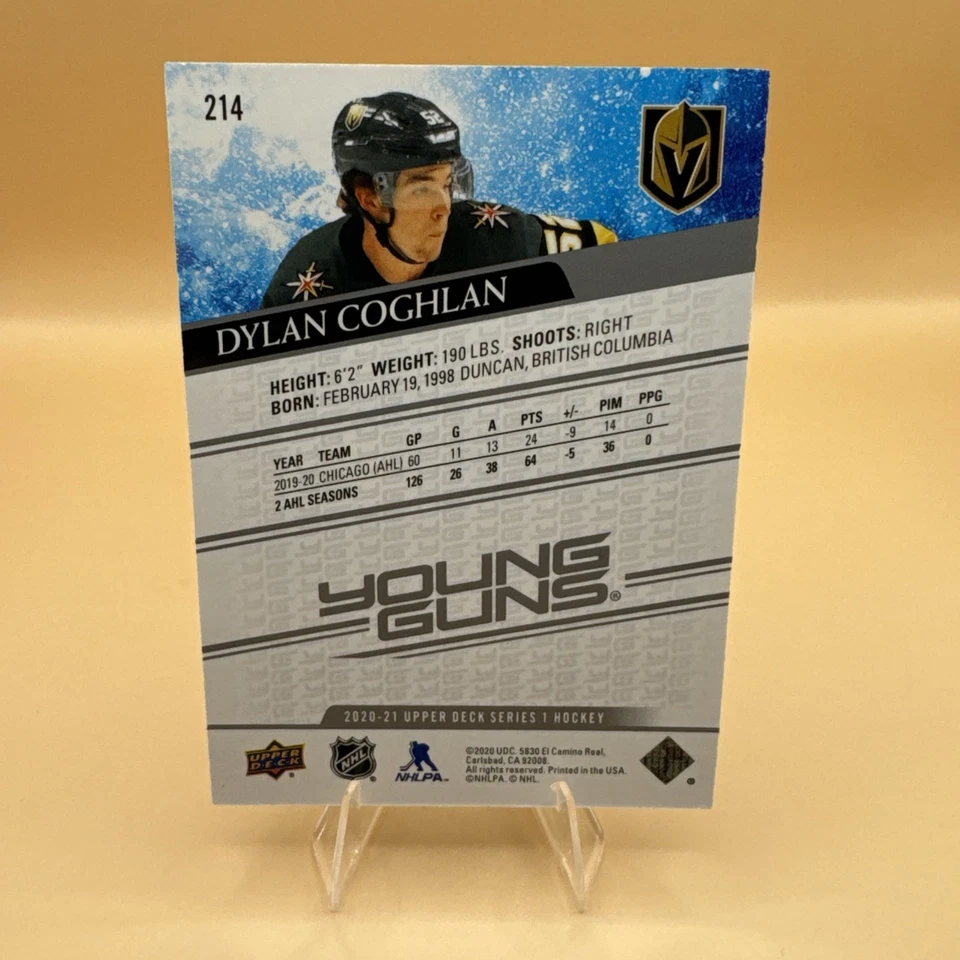 214
52
V
DYLAN COGHLAN
HEIGHT: 6'2" WEIGHT: 190 LBS. SHOOTS: RIGHT
BORN: FEBRUARY 19, 1998 DUNCAN, BRITISH COLUMBIA
YEAR TEAM GP G A PTS +/- PIM PPG
2019-20 CHICAGO (AHL) 60 11 13 24 -9 14 0
2 AHL SEASONS 126 26 38 64 -5 36 0
YOUNG
GUNS®
2020-21 UPPER DECK SERIES 1 HOCKEY
UPPER
DECK®
NHL®
NHLPA™
©2020 UDC. 5830 El Camino Real,
Carlsbad, CA 92008.
All rights reserved. Printed in the USA.
©NHLPA. © NHL.
®